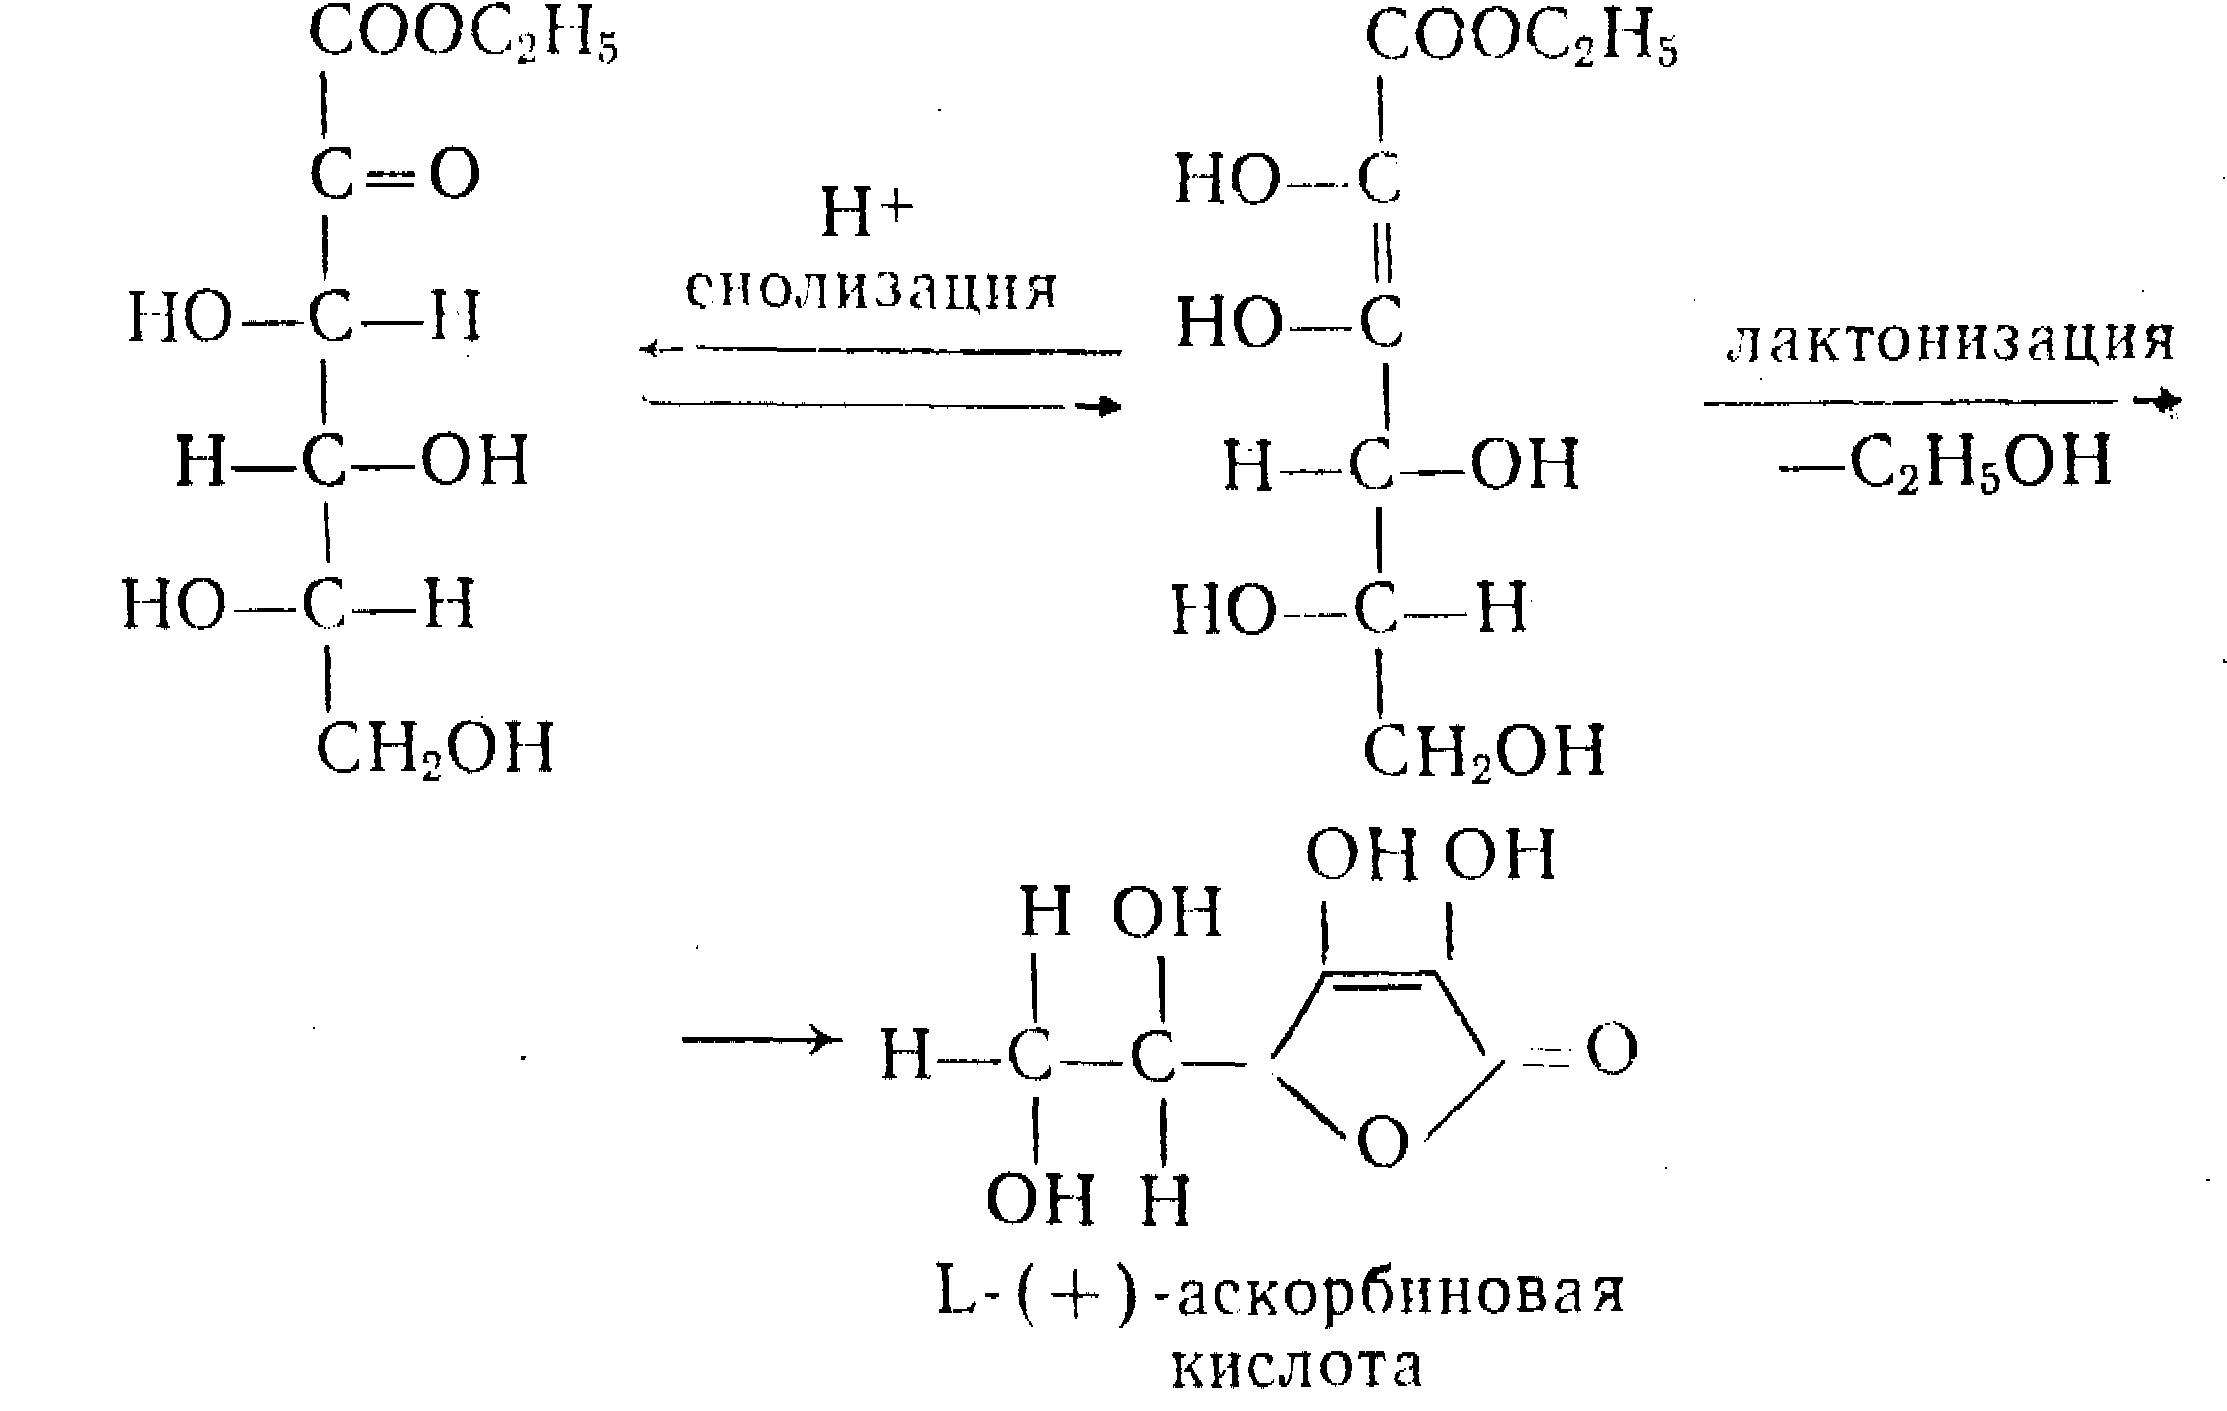 COOC₂H₅
C=O
HO—C—H
H—C—OH
HO—C—H
CH₂OH
H+
енолизация
COOC₂H₅
HO—C
HO—C
H—C—OH
HO—C—H
CH₂OH
лактонизация
—C₂H₅OH
OH OH
H OH
H—C—C— =O
O
OH H
L-(+)-аскорбиновая
кислота